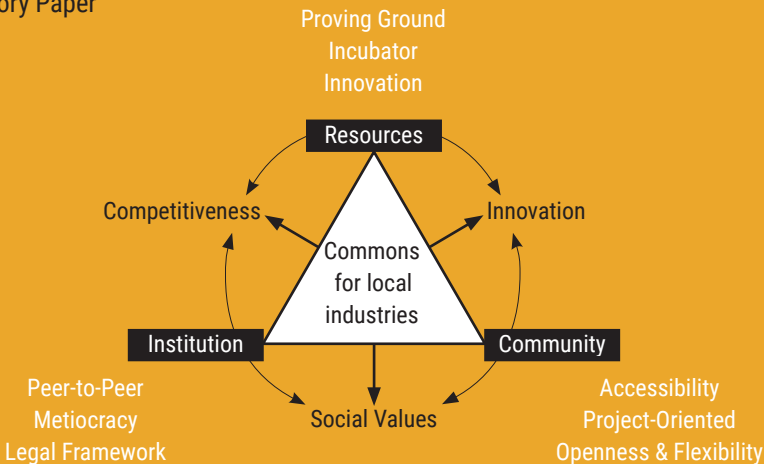 ory Paper
Proving Ground
Incubator
Innovation
Resources
Competitiveness
Innovation
Commons
for local
industries
Institution
Community
Peer-to-Peer
Metiocracy
Legal Framework
Social Values
Accessibility
Project-Oriented
Openness & Flexibility